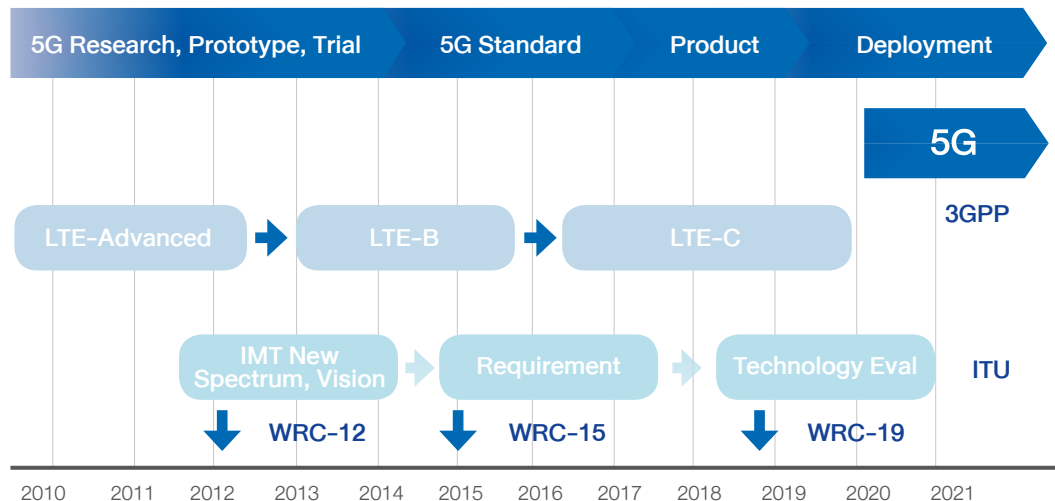 5G Research, Prototype, Trial
5G Standard
Product
Deployment
5G
3GPP
LTE-Advanced
LTE-B
LTE-C
IMT New
Spectrum, Vision
Requirement
Technology Eval
ITU
WRC-12
WRC-15
WRC-19
2010
2011
2012
2013
2014
2015
2016
2017
2018
2019
2020
2021